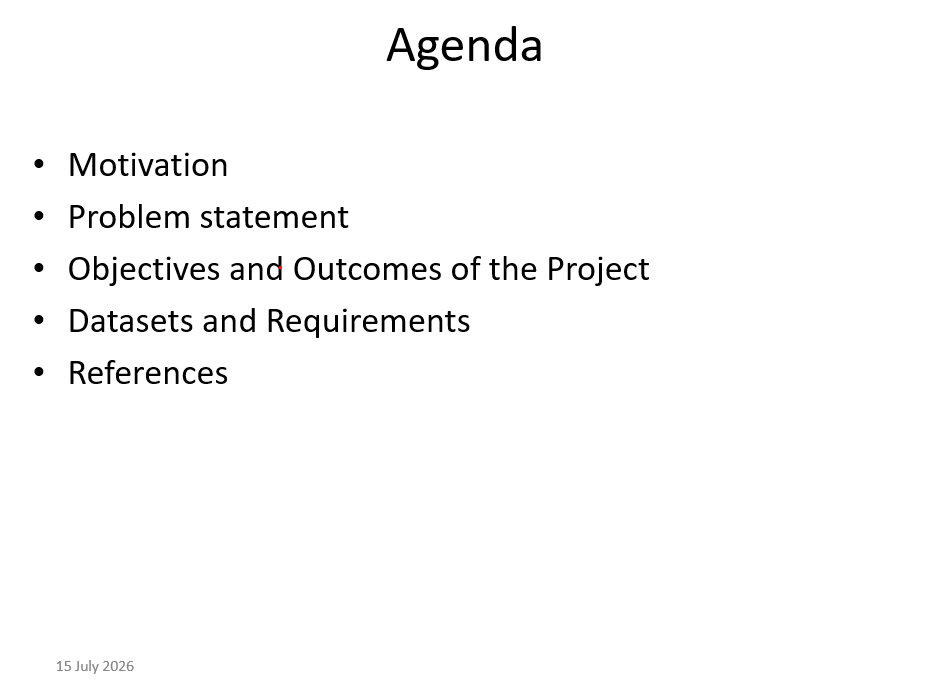 Agenda
• Motivation
• Problem statement
• Objectives and Outcomes of the Project
• Datasets and Requirements
• References
15 July 2026